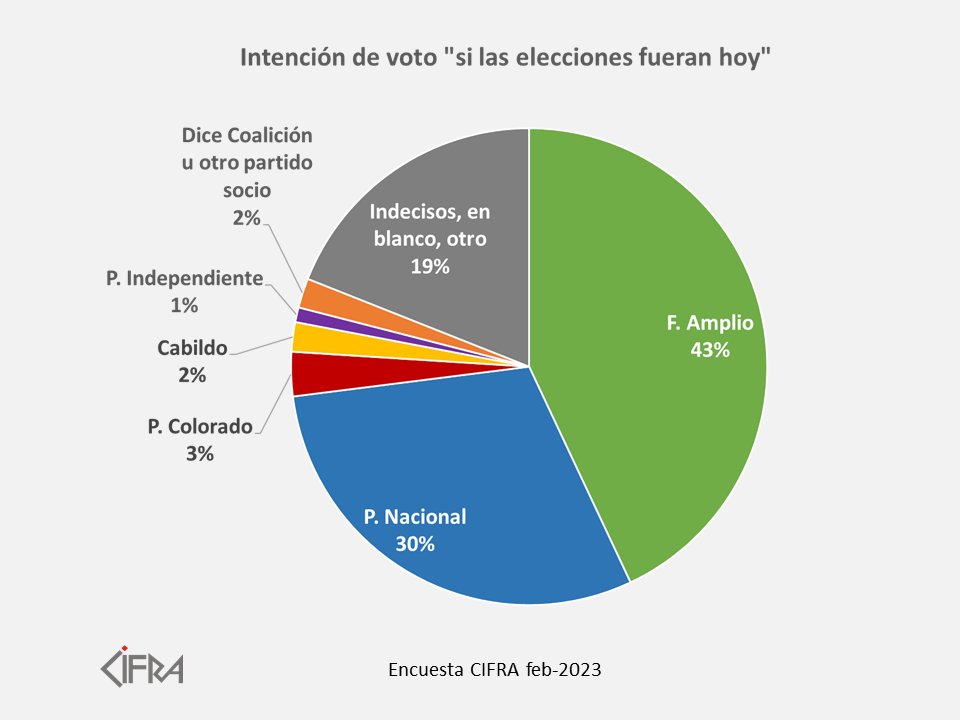 Intención de voto "si las elecciones fueran hoy"
Dice Coalición
u otro partido
socio
2%
Indecisos, en
blanco, otro
19%
P. Independiente
1%
F. Amplio
43%
Cabildo
2%
P. Colorado
3%
P. Nacional
30%
CIFRA
Encuesta CIFRA feb-2023